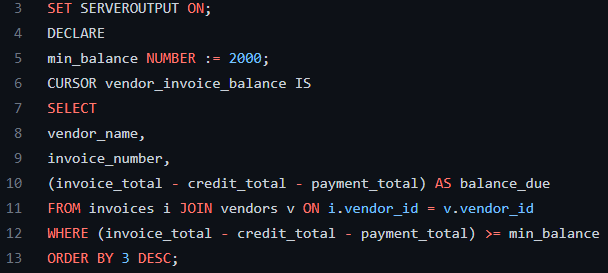 3 SET SERVEROUTPUT ON;
4 DECLARE
5 min_balance NUMBER := 2000;
6 CURSOR vendor_invoice_balance IS
7 SELECT
8 vendor_name,
9 invoice_number,
10 (invoice_total - credit_total - payment_total) AS balance_due
11 FROM invoices i JOIN vendors v ON i.vendor_id = v.vendor_id
12 WHERE (invoice_total - credit_total - payment_total) >= min_balance
13 ORDER BY 3 DESC;